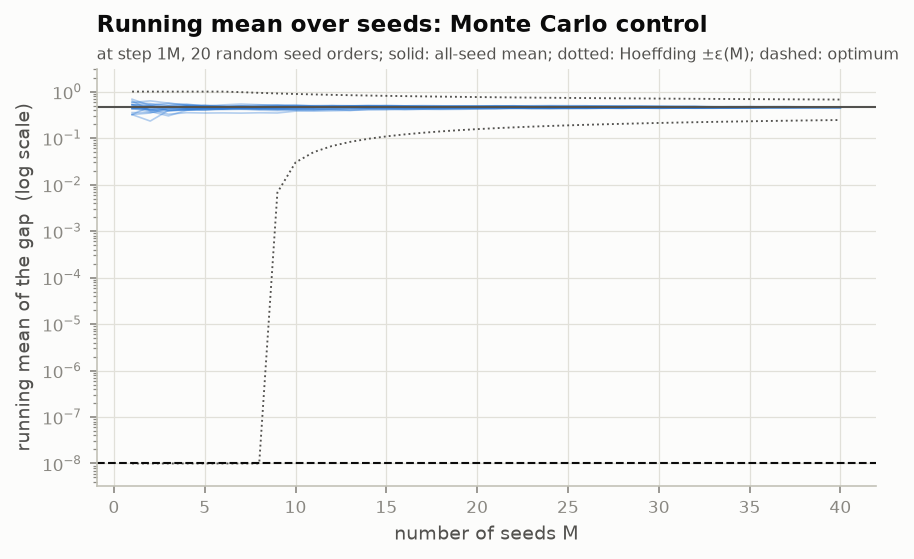 Running mean over seeds: Monte Carlo control
at step 1M, 20 random seed orders; solid: all-seed mean; dotted: Hoeffding ±ε(M); dashed: optimum
running mean of the gap (log scale)
10⁰
10⁻¹
10⁻²
10⁻³
10⁻⁴
10⁻⁵
10⁻⁶
10⁻⁷
10⁻⁸
0 5 10 15 20 25 30 35 40
number of seeds M